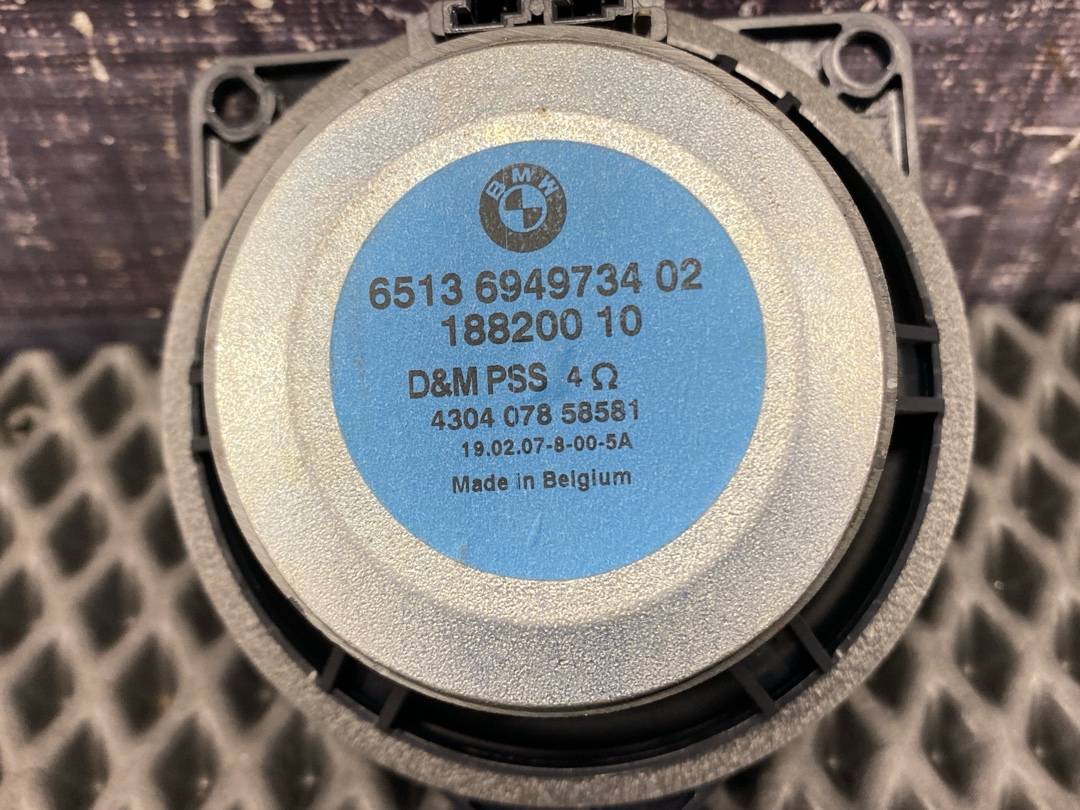 BMW
6513 6949734 02
188200 10
D&M PSS 4 Ω
4304 078 58581
19.02.07-8-00-5A
Made in Belgium